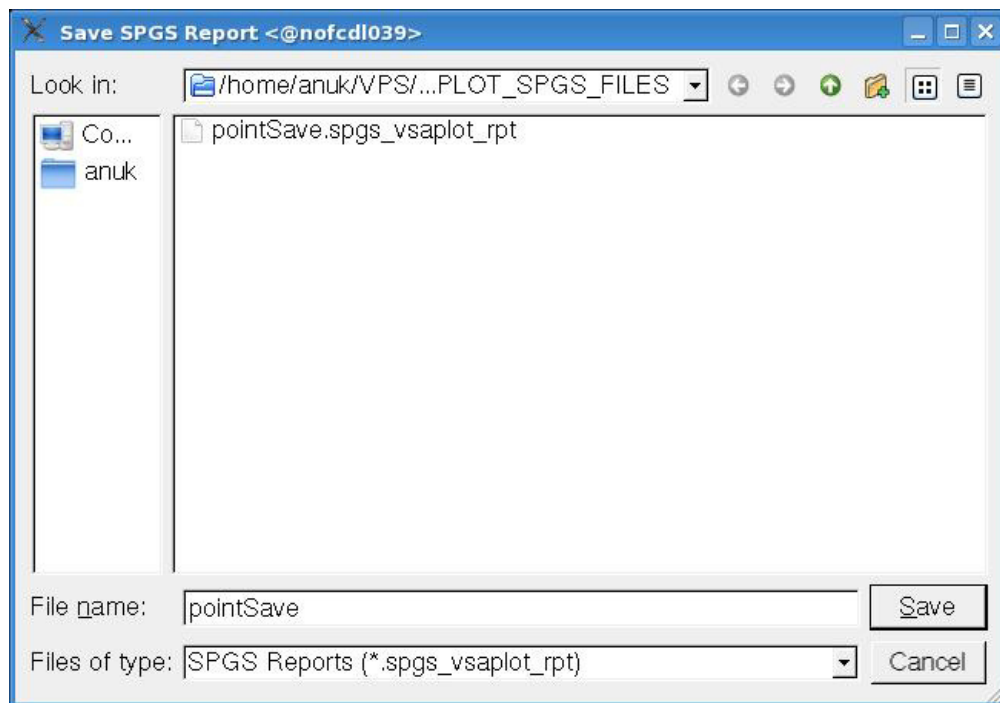 Save SPGS Report <@nofcdl039>
Look in:
/home/anuk/VPS/...PLOT_SPGS_FILES
Co...
anuk
pointSave.spgs_vsaplot_rpt
File name:
pointSave
Save
Files of type:
SPGS Reports (*.spgs_vsaplot_rpt)
Cancel